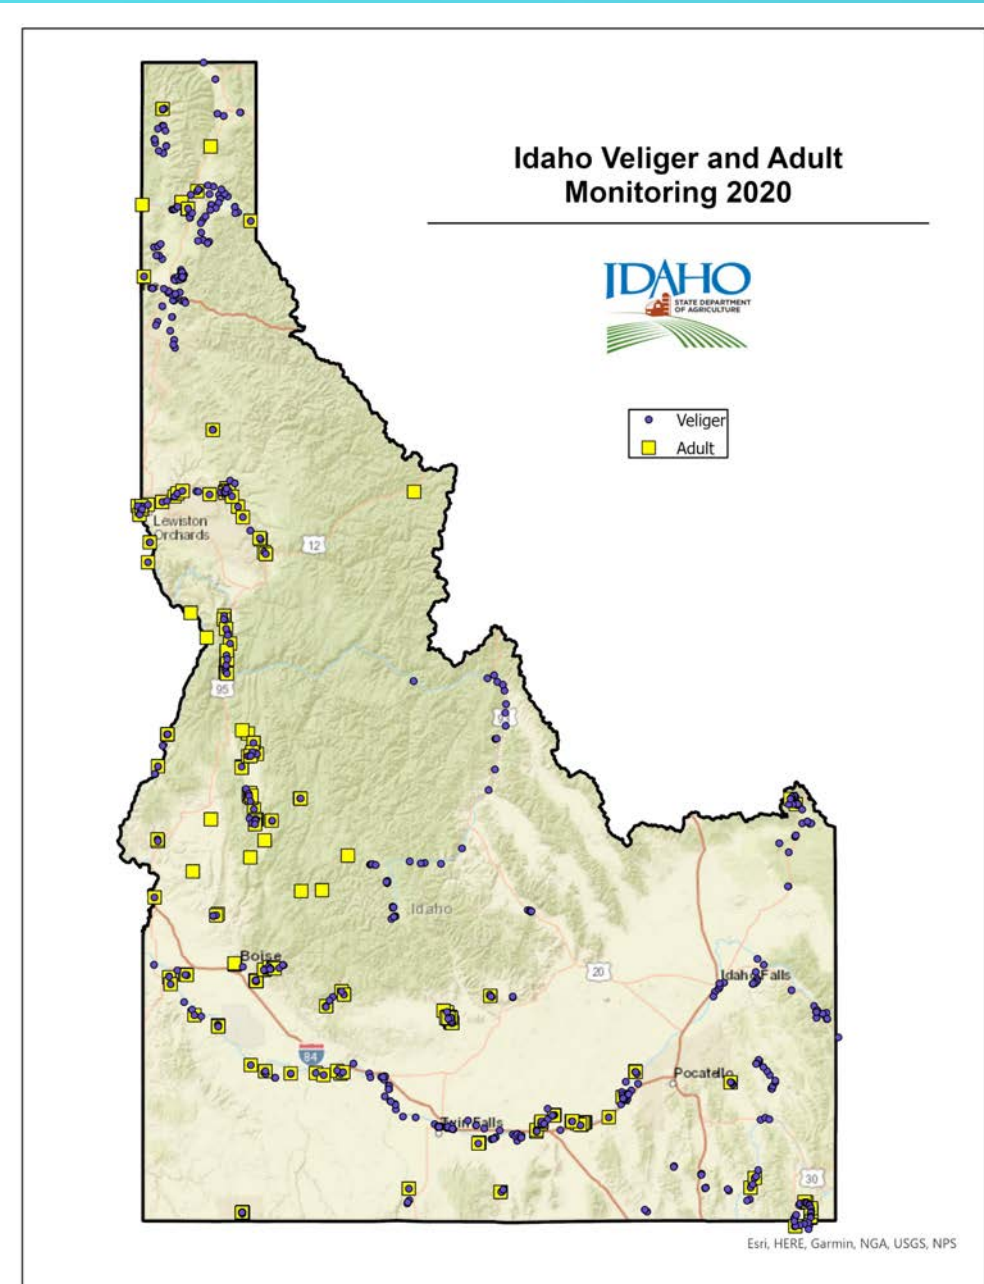 Idaho Veliger and Adult
Monitoring 2020
IDAHO
STATE DEPARTMENT
OF AGRICULTURE
Veliger
Adult
Lewiston
Orchards
12
95
Idaho
Boise
20
Idaho Falls
84
Pocatello
Twin Falls
30
Esri, HERE, Garmin, NGA, USGS, NPS